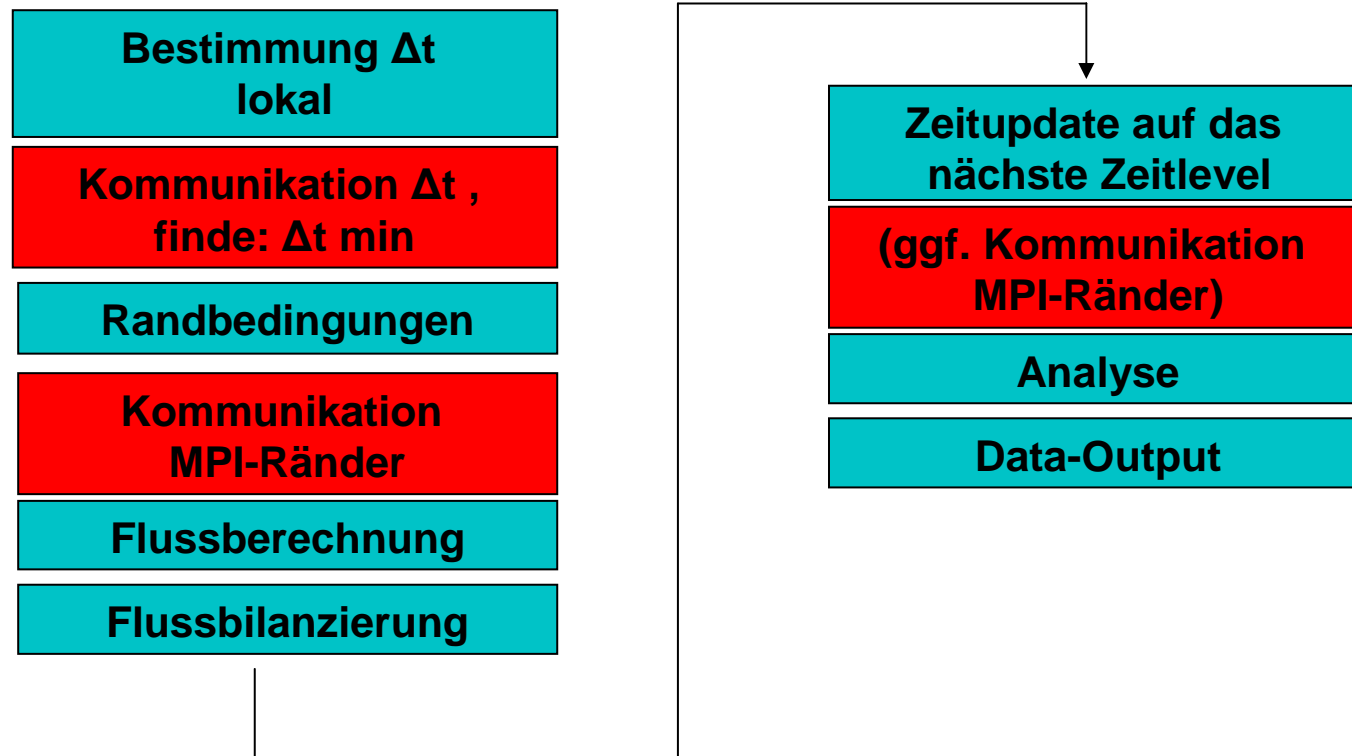 Bestimmung Δt
lokal
Kommunikation Δt ,
finde: Δt min
Randbedingungen
Kommunikation
MPI-Ränder
Flussberechnung
Flussbilanzierung
Zeitupdate auf das
nächste Zeitlevel
(ggf. Kommunikation
MPI-Ränder)
Analyse
Data-Output